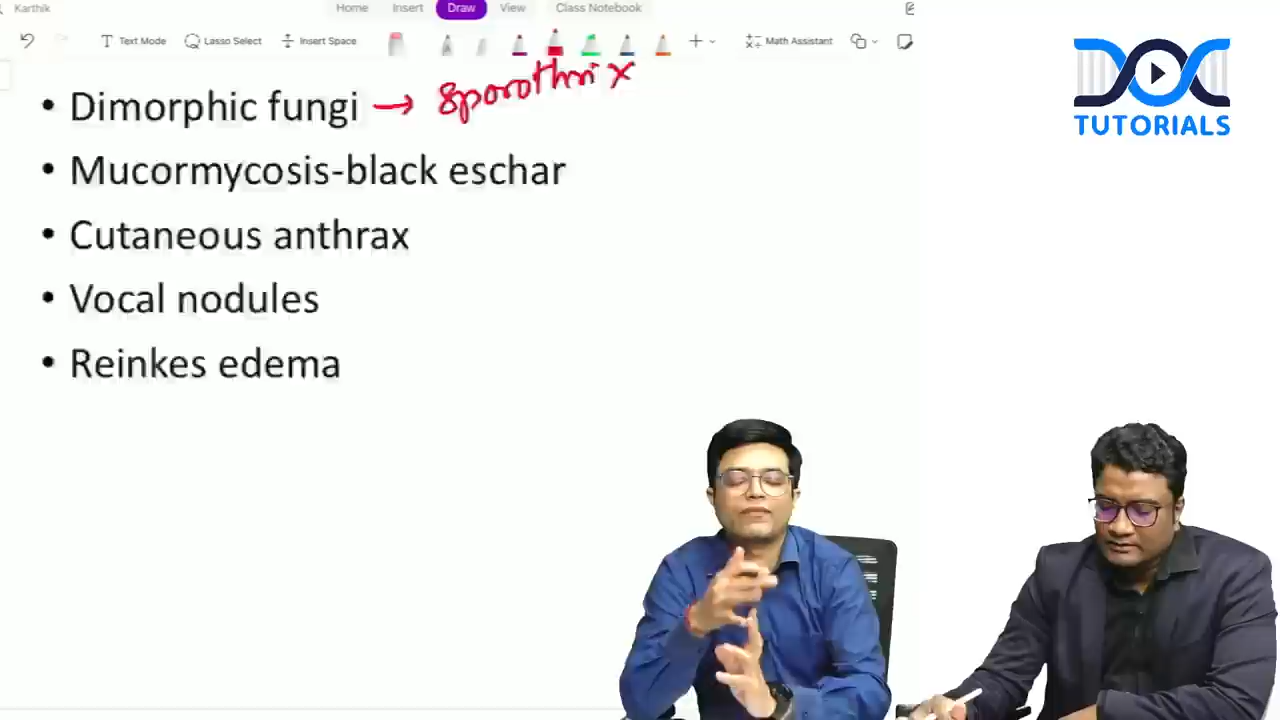 Karthik
Home Insert Draw View Class Notebook
Text Mode Lasso Select Insert Space Math Assistant
• Dimorphic fungi → Sporothrix
• Mucormycosis-black eschar
• Cutaneous anthrax
• Vocal nodules
• Reinkes edema
DOC
TUTORIALS